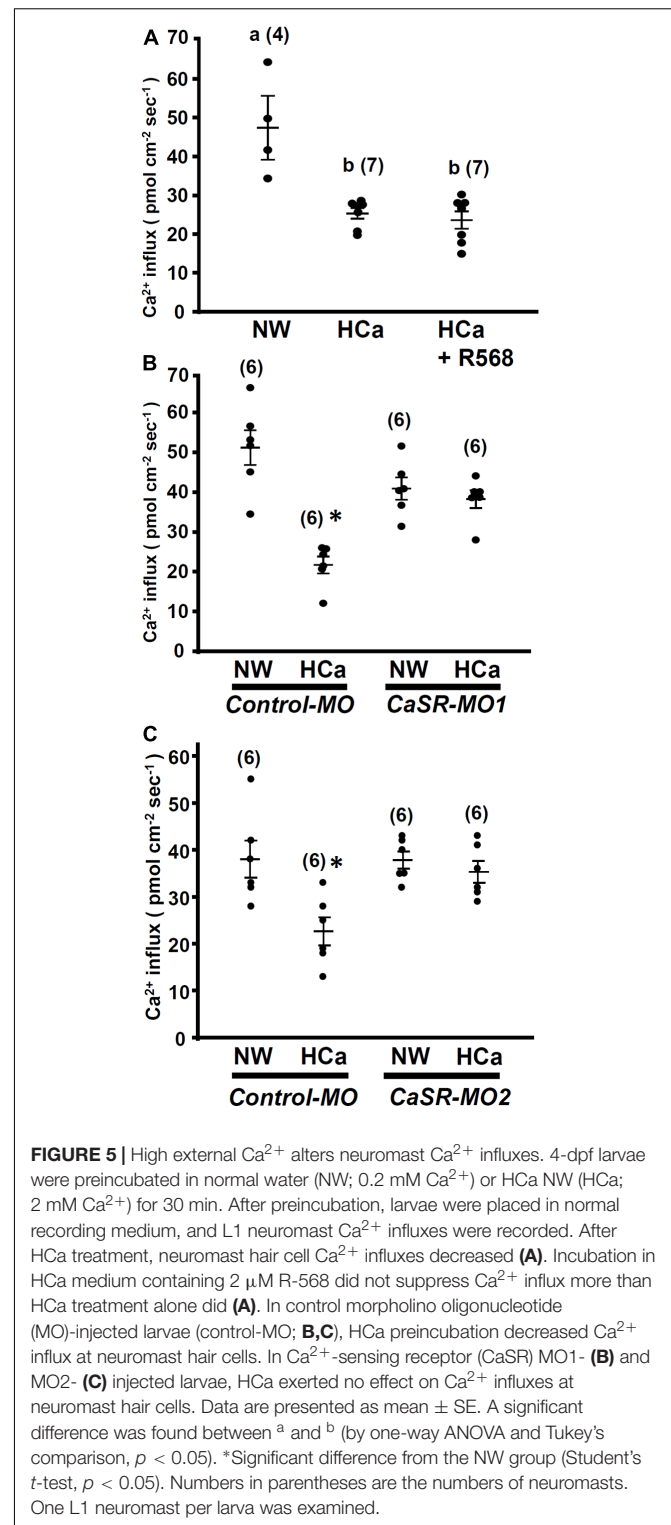 A
70
60
50
40
30
20
10
0
Ca²⁺ influx ( pmol cm⁻² sec⁻¹ )
a (4)
b (7)
b (7)
NW HCa HCa
+ R568
B
70
60
50
40
30
20
10
0
Ca²⁺ influx ( pmol cm⁻² sec⁻¹ )
(6)
(6) *
(6)
(6)
NW HCa NW HCa
Control-MO CaSR-MO1
C
60
50
40
30
20
10
0
Ca²⁺ influx ( pmol cm⁻² sec⁻¹ )
(6)
(6) *
(6)
(6)
NW HCa NW HCa
Control-MO CaSR-MO2
FIGURE 5 | High external Ca²⁺ alters neuromast Ca²⁺ influxes. 4-dpf larvae
were preincubated in normal water (NW; 0.2 mM Ca²⁺) or HCa NW (HCa;
2 mM Ca²⁺) for 30 min. After preincubation, larvae were placed in normal
recording medium, and L1 neuromast Ca²⁺ influxes were recorded. After
HCa treatment, neuromast hair cell Ca²⁺ influxes decreased (A). Incubation in
HCa medium containing 2 μM R-568 did not suppress Ca²⁺ influx more than
HCa treatment alone did (A). In control morpholino oligonucleotide
(MO)-injected larvae (control-MO; B,C), HCa preincubation decreased Ca²⁺
influx at neuromast hair cells. In Ca²⁺-sensing receptor (CaSR) MO1- (B) and
MO2- (C) injected larvae, HCa exerted no effect on Ca²⁺ influxes at
neuromast hair cells. Data are presented as mean ± SE. A significant
difference was found between ᵃ and ᵇ (by one-way ANOVA and Tukey's
comparison, p < 0.05). *Significant difference from the NW group (Student's
t-test, p < 0.05). Numbers in parentheses are the numbers of neuromasts.
One L1 neuromast per larva was examined.